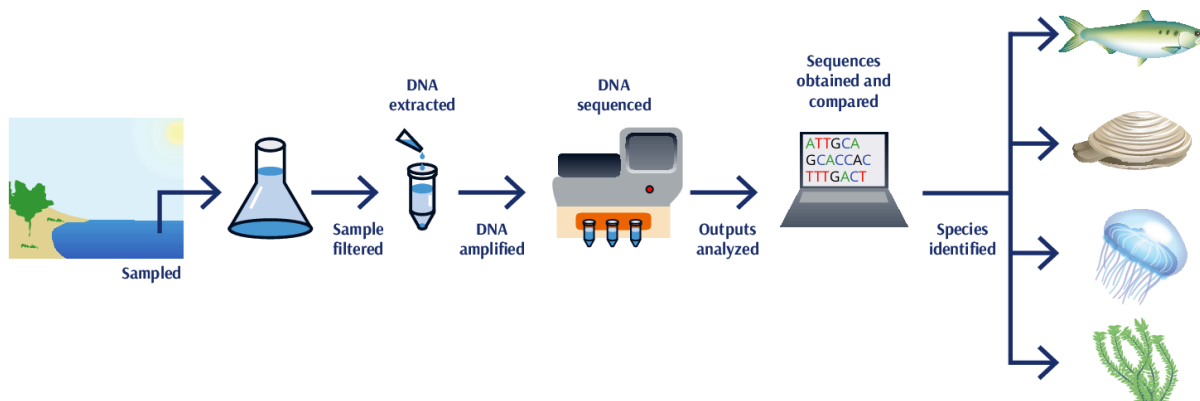 Sampled
Sample
filtered
DNA
extracted
DNA
amplified
DNA
sequenced
Outputs
analyzed
Sequences
obtained and
compared
ATTGCA
GCACCAC
TTTGACT
Species
identified